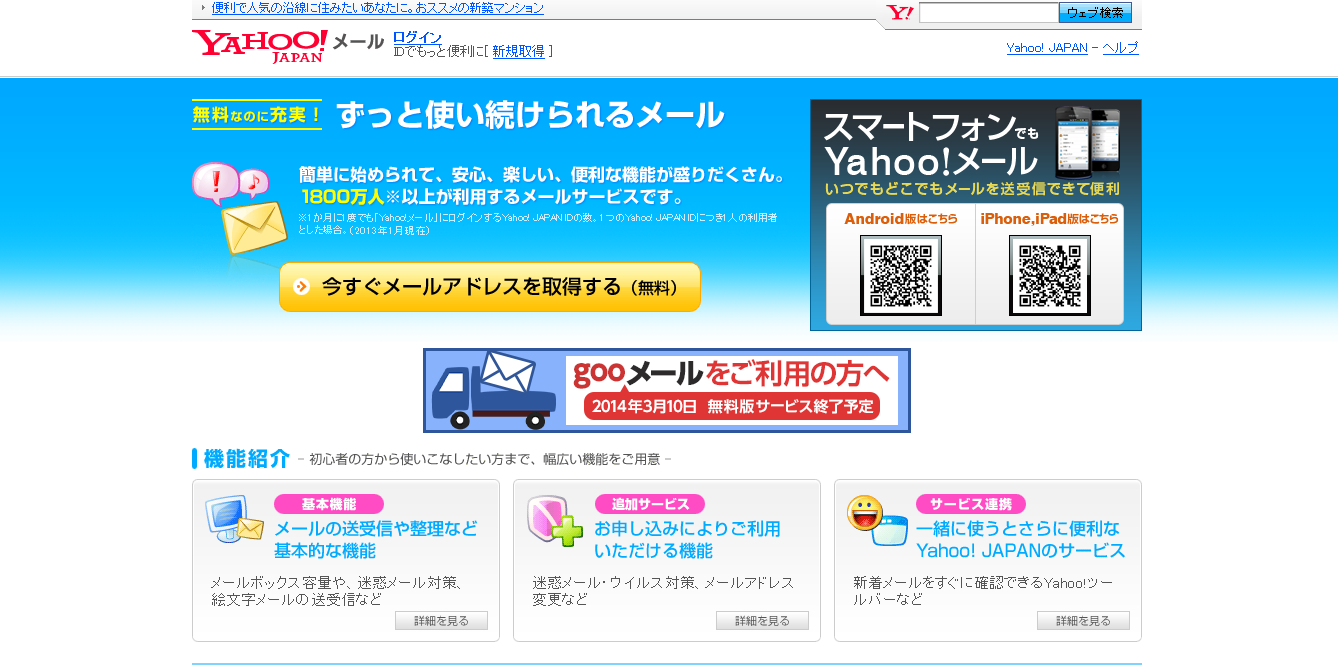 便利で人気の沿線に住みたいあなたに。おススメの新築マンション
Y! ウェブ検索
YAHOO! JAPAN メール
ログイン
IDでもっと便利に[ 新規取得 ]
Yahoo! JAPAN - ヘルプ
無料なのに充実！ ずっと使い続けられるメール
簡単に始められて、安心、楽しい、便利な機能が盛りだくさん。
1800万人※以上が利用するメールサービスです。
※1か月に1度でも「Yahoo!メール」にログインするYahoo! JAPAN IDの数。1つのYahoo! JAPAN IDにつき1人の利用者
とした場合。（2013年1月現在）
今すぐメールアドレスを取得する（無料）
スマートフォンでも
Yahoo!メール
いつでもどこでもメールを送受信できて便利
Android版はこちら
iPhone,iPad版はこちら
gooメールをご利用の方へ
2014年3月10日 無料版サービス終了予定
機能紹介 － 初心者の方から使いこなしたい方まで、幅広い機能をご用意 －
基本機能
メールの送受信や整理など
基本的な機能
メールボックス容量や、迷惑メール対策、
絵文字メールの送受信など
詳細を見る
追加サービス
お申し込みによりご利用
いただける機能
迷惑メール・ウイルス対策、メールアドレス
変更など
詳細を見る
サービス連携
一緒に使うとさらに便利な
Yahoo! JAPANのサービス
新着メールをすぐに確認できるYahoo!ツー
ルバーなど
詳細を見る